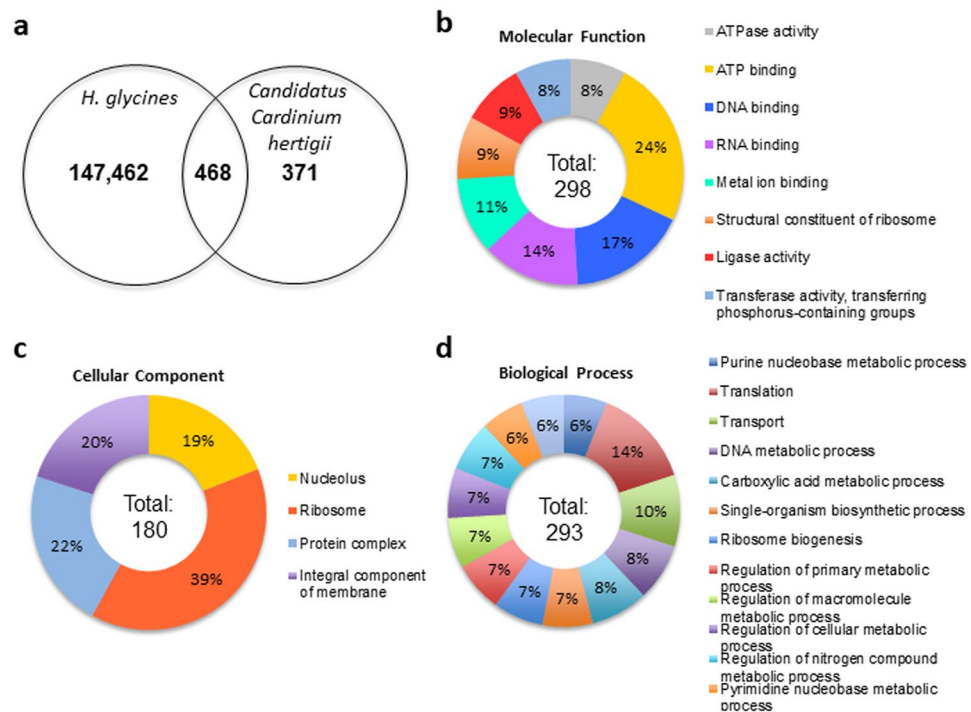 a
H. glycines
Candidatus
Cardinium
hertigii
147,462
468
371
b
Molecular Function
8%
8%
24%
17%
14%
11%
9%
9%
Total:
298
ATPase activity
ATP binding
DNA binding
RNA binding
Metal ion binding
Structural constituent of ribosome
Ligase activity
Transferase activity, transferring
phosphorus-containing groups
c
Cellular Component
19%
39%
22%
20%
Total:
180
Nucleolus
Ribosome
Protein complex
Integral component
of membrane
d
Biological Process
6%
14%
10%
8%
8%
7%
7%
7%
7%
7%
7%
6%
6%
Total:
293
Purine nucleobase metabolic process
Translation
Transport
DNA metabolic process
Carboxylic acid metabolic process
Single-organism biosynthetic process
Ribosome biogenesis
Regulation of primary metabolic
process
Regulation of macromolecule
metabolic process
Regulation of cellular metabolic
process
Regulation of nitrogen compound
metabolic process
Pyrimidine nucleobase metabolic
process